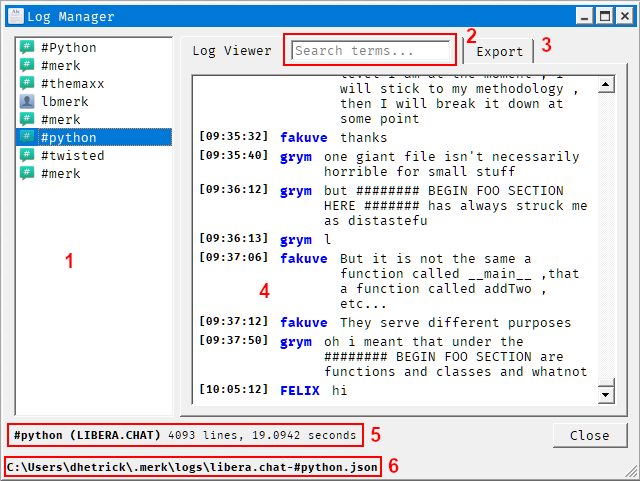 Log Manager
#Python
#merk
#themaxx
lbmerk
#merk
#python
#twisted
#merk
1
Log Viewer
Search terms...
2
Export
3
will stick to my methodology ,
then I will break it down at
some point
[09:35:32] fakuve thanks
[09:35:40] grym one giant file isn't necessarily
horrible for small stuff
[09:36:12] grym but ######## BEGIN FOO SECTION
HERE ####### has always struck me
as distastefu
[09:36:13] grym l
[09:37:06] fakuve But it is not the same a
function called __main__ ,that
a function called addTwo ,
etc...
4
[09:37:12] fakuve They serve different purposes
[09:37:50] grym oh i meant that under the
######## BEGIN FOO SECTION are
functions and classes and whatnot
[10:05:12] FELIX hi
#python (LIBERA.CHAT) 4093 lines, 19.0942 seconds
5
Close
C:\Users\dhetrick\.merk\logs\libera.chat-#python.json
6